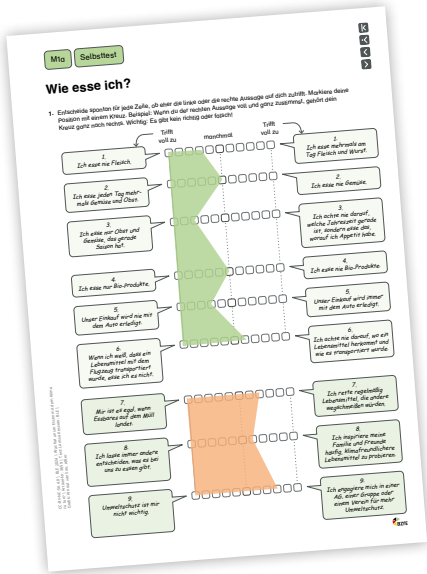 M1a
Selbsttest
Wie esse ich?
1- Entscheide spontan für jede Zeile, ob eher die linke oder die rechte Aussage auf dich zutrifft. Markiere deine
Position mit einem Kreuz. Beispiel: Wenn du der rechten Aussage voll und ganz zustimmst, gehört dein
Kreuz ganz nach rechts. Wichtig: Es gibt kein richtig oder falsch!
Trifft
voll zu
manchmal
Trifft
voll zu
1.
Ich esse nie Fleisch.
1.
Ich esse mehrmals am
Tag Fleisch und Wurst.
2.
Ich esse jeden Tag mehr-
mals Gemüse und Obst.
2.
Ich esse nie Gemüse.
3.
Ich esse nur Obst und
Gemüse, das gerade
Saison hat.
3.
Ich achte nie darauf,
welche Jahreszeit gerade
ist, sondern esse das,
worauf ich Appetit habe.
4.
Ich esse nur Bio-Produkte.
4.
Ich esse nie Bio-Produkte.
5.
Unser Einkauf wird nie mit
dem Auto erledigt.
5.
Unser Einkauf wird immer
mit dem Auto erledigt.
6.
Wenn ich weiß, dass ein
Lebensmittel mit dem
Flugzeug transportiert
wurde, esse ich es nicht.
6.
Ich achte nie darauf, wo ein
Lebensmittel herkommt und
wie es transportiert wurde.
7.
Mir ist es egal, wenn
Essbares auf dem Müll
landet.
7.
Ich rette regelmäßig
Lebensmittel, die andere
wegschmeißen würden.
8.
Ich lasse immer andere
entscheiden, was es bei
uns zu essen gibt.
8.
Ich inspiriere meine
Familie und Freunde
häufig, klimafreundlichere
Lebensmittel zu probieren.
9.
Umweltschutz ist mir
nicht wichtig.
9.
Ich engagiere mich in einer
AG, einer Gruppe oder
einem Verein für mehr
Umweltschutz.